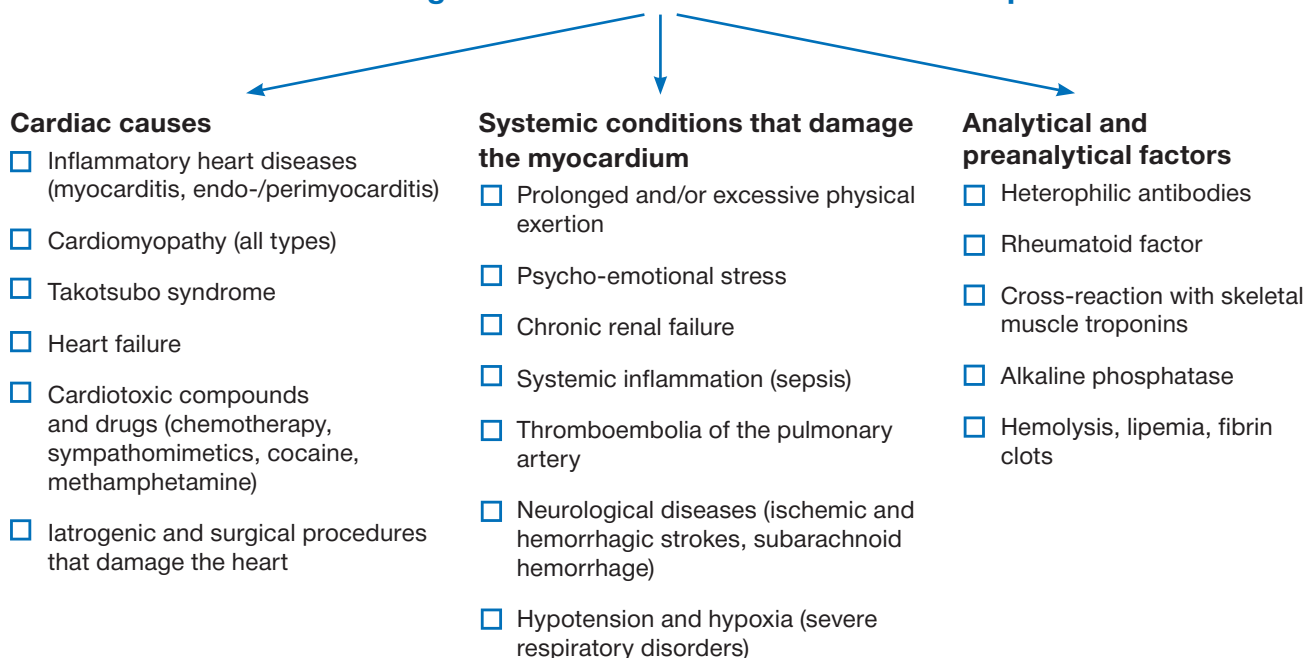 Cardiac causes
Inflammatory heart diseases
(myocarditis, endo-/perimyocarditis)
Cardiomyopathy (all types)
Takotsubo syndrome
Heart failure
Cardiotoxic compounds
and drugs (chemotherapy,
sympathomimetics, cocaine,
methamphetamine)
Iatrogenic and surgical procedures
that damage the heart
Systemic conditions that damage
the myocardium
Prolonged and/or excessive physical
exertion
Psycho-emotional stress
Chronic renal failure
Systemic inflammation (sepsis)
Thromboembolia of the pulmonary
artery
Neurological diseases (ischemic and
hemorrhagic strokes, subarachnoid
hemorrhage)
Hypotension and hypoxia (severe
respiratory disorders)
Analytical and
preanalytical factors
Heterophilic antibodies
Rheumatoid factor
Cross-reaction with skeletal
muscle troponins
Alkaline phosphatase
Hemolysis, lipemia, fibrin
clots